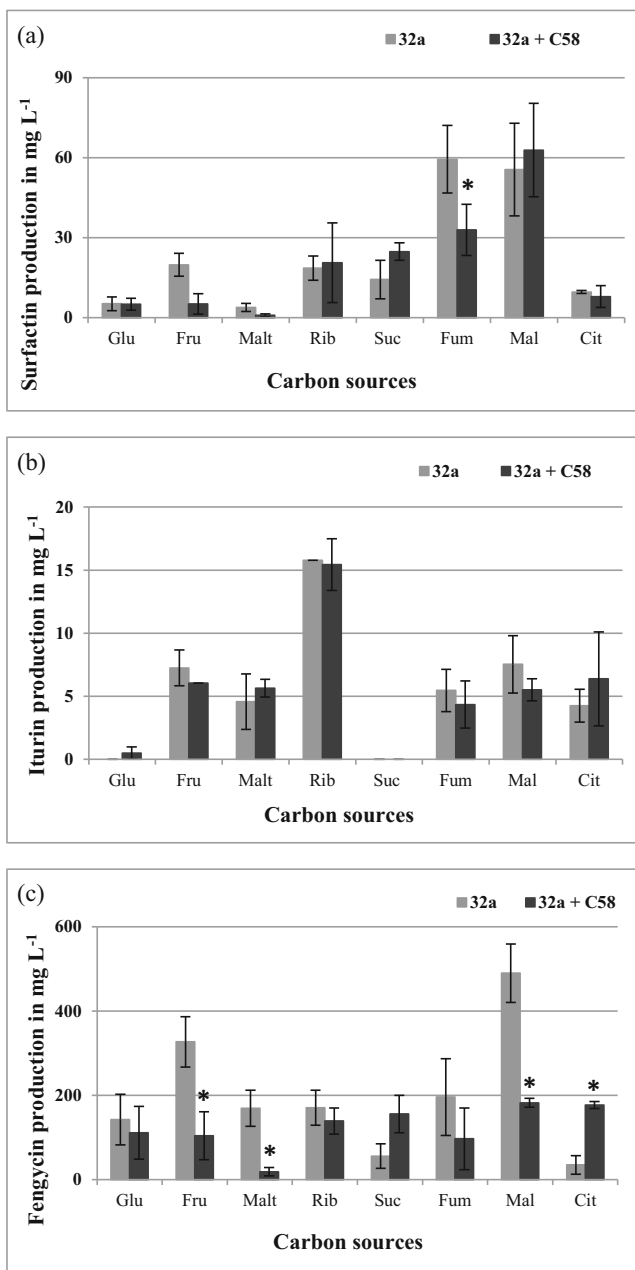 (a)
32a 32a + C58
Surfactin production in mg L⁻¹
90
60
30
0
*
Glu Fru Malt Rib Suc Fum Mal Cit
Carbon sources
(b)
32a 32a + C58
Iturin production in mg L⁻¹
20
15
10
5
0
Glu Fru Malt Rib Suc Fum Mal Cit
Carbon sources
(c)
32a 32a + C58
Fengycin production in mg L⁻¹
600
400
200
0
* * * *
Glu Fru Malt Rib Suc Fum Mal Cit
Carbon sources